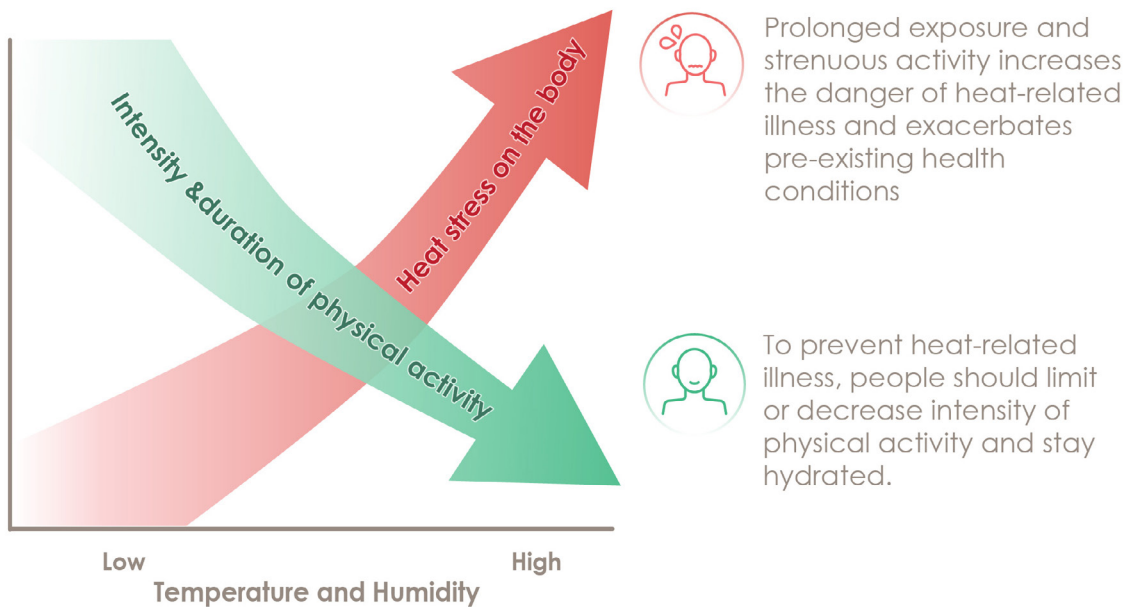 Intensity &duration of physical activity
Heat stress on the body
Low
High
Temperature and Humidity
Prolonged exposure and
strenuous activity increases
the danger of heat-related
illness and exacerbates
pre-existing health
conditions
To prevent heat-related
illness, people should limit
or decrease intensity of
physical activity and stay
hydrated.